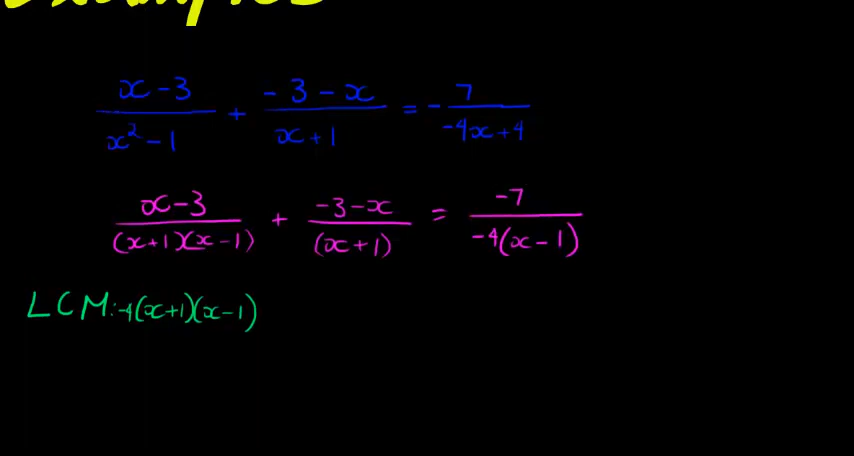 Examples
x - 3 / x² - 1 + -3 - x / x + 1 = - 7 / -4x + 4
x - 3 / (x+1)(x-1) + -3 - x / (x+1) = -7 / -4(x-1)
LCM: -4(x+1)(x-1)